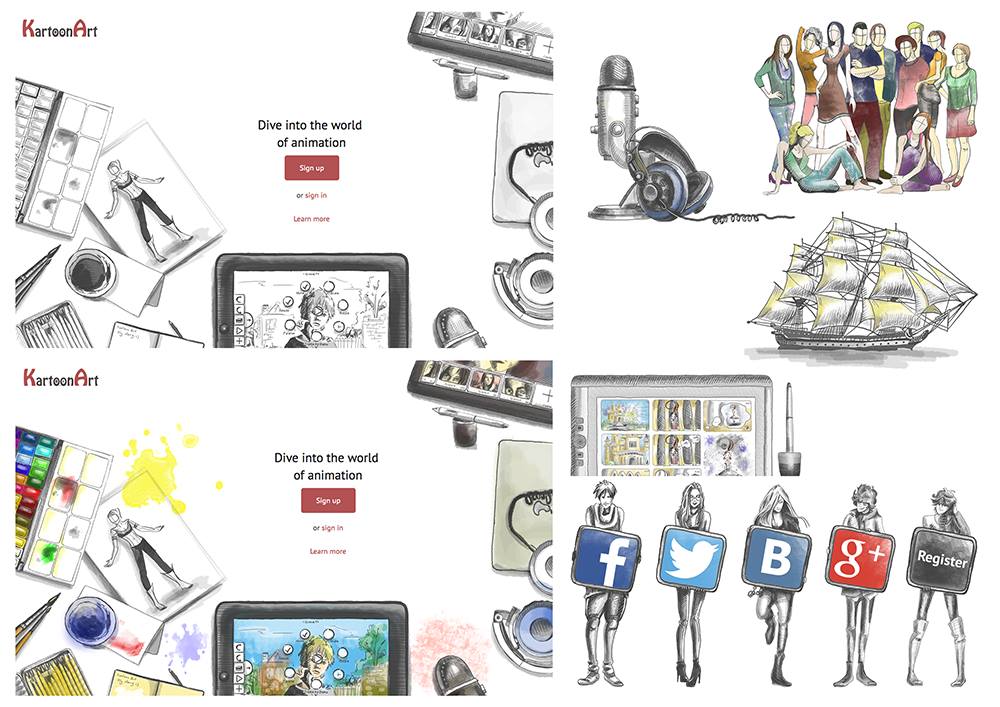 KartoonArt
Dive into the world
of animation
Sign up
or sign in
Learn more
KartoonArt
Dive into the world
of animation
Sign up
or sign in
Learn more
f
B
g+
Register